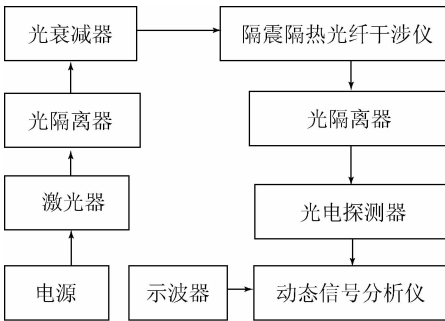 光衰减器
隔震隔热光纤干涉仪
光隔离器
光隔离器
激光器
光电探测器
电源
示波器
动态信号分析仪